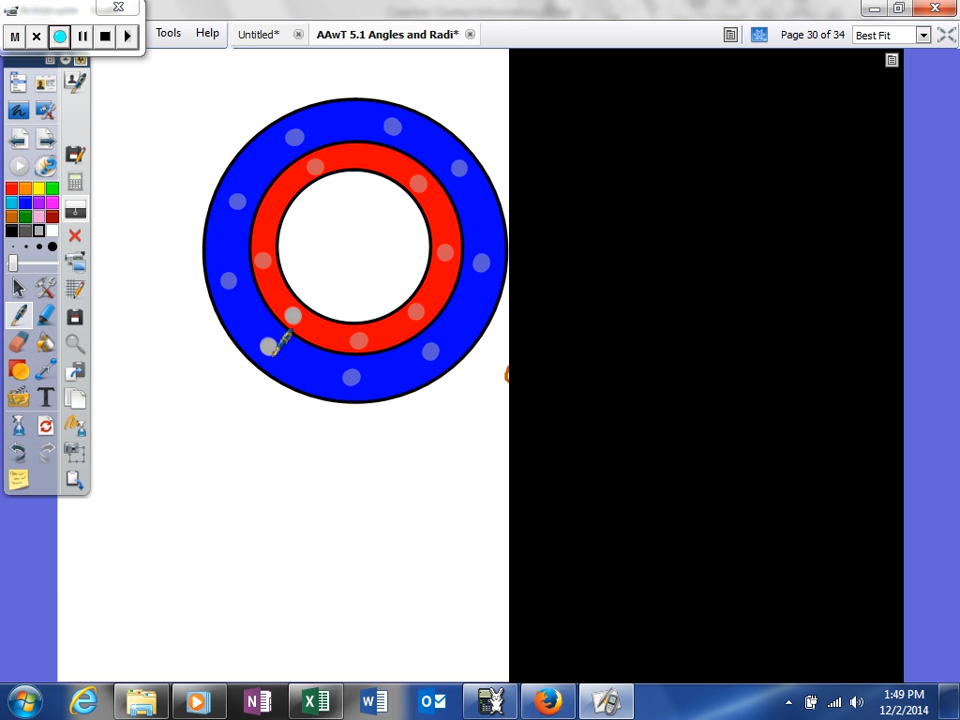 M
Tools Help Untitled* AAwT 5.1 Angles and Radi* Page 30 of 34 Best Fit
T
N X W O
1:49 PM
12/2/2014